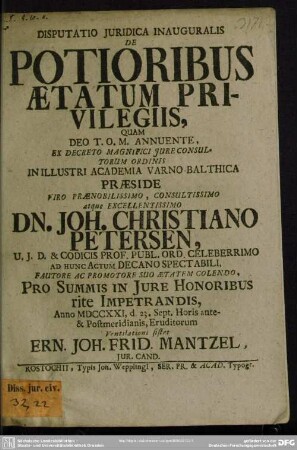 DISPUTATIO JURIDICA INAUGURALIS
DE
POTIORIBUS
ÆTATUM PRI-
VILEGIIS,
QUAM
DEO T. O. M. ANNUENTE,
EX DECRETO MAGNIFICI JURECONSUL-
TORUM ORDINIS
IN ILLUSTRI ACADEMIA VARNO BALTHICA
PRÆSIDE
VIRO PRÆNOBILISSIMO, CONSULTISSIMO
atque EXCELLENTISSIMO
DN. JOH. CHRISTIANO
PETERSEN,
U. J. D. & CODICIS PROF. PUBL. ORD. CELEBERRIMO
AD HUNC ACTUM DECANO SPECTABILI,
FAUTORE AC PROMOTORE SUO ÆTATEM COLENDO,
PRO SUMMIS IN JURE HONORIBUS
rite IMPETRANDIS,
Anno MDCCXXI, d. 23. Sept. Horis ante-
& Postmeridianis, Eruditorum
Ventilationi sistet
ERN. JOH. FRID. MANTZEL,
JUR. CAND.
ROSTOCHII, Typis Joh. Weppling1, SER. PR. & ACAD. Typogr.
Diss. jur. civ.
32, 22